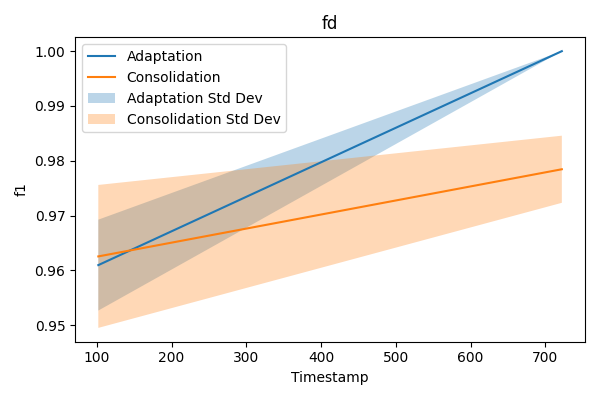 fd
Adaptation
Consolidation
Adaptation Std Dev
Consolidation Std Dev
1.00
0.99
0.98
0.97
0.96
0.95
f1
100 200 300 400 500 600 700
Timestamp